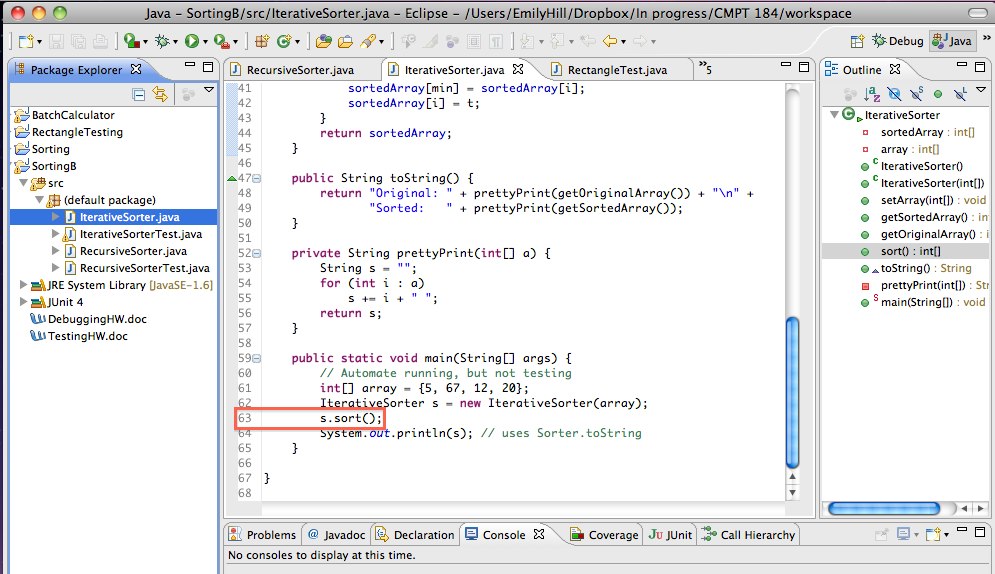 Java - SortingB/src/IterativeSorter.java - Eclipse - /Users/EmilyHill/Dropbox/In progress/CMPT 184/workspace
Debug
Java
»
Package Explorer
BatchCalculator
RectangleTesting
Sorting
SortingB
src
(default package)
IterativeSorter.java
IterativeSorterTest.java
RecursiveSorter.java
RecursiveSorterTest.java
JRE System Library [JavaSE-1.6]
JUnit 4
DebuggingHW.doc
TestingHW.doc
RecursiveSorter.java
IterativeSorter.java
RectangleTest.java
»5
41 sortedArray[min] = sortedArray[i];
42 sortedArray[i] = t;
43 }
44 return sortedArray;
45 }
46
47 public String toString() {
48 return "Original: " + prettyPrint(getOriginalArray()) + "\n" +
49 "Sorted:   " + prettyPrint(getSortedArray());
50 }
51
52 private String prettyPrint(int[] a) {
53 String s = "";
54 for (int i : a)
55 s += i + " ";
56 return s;
57 }
58
59 public static void main(String[] args) {
60 // Automate running, but not testing
61 int[] array = {5, 67, 12, 20};
62 IterativeSorter s = new IterativeSorter(array);
63 s.sort();
64 System.out.println(s); // uses Sorter.toString
65 }
66
67 }
68
Outline
IterativeSorter
sortedArray : int[]
array : int[]
IterativeSorter()
IterativeSorter(int[])
setArray(int[]) : void
getSortedArray() : in
getOriginalArray() : i
sort() : int[]
toString() : String
prettyPrint(int[]) : Str
main(String[]) : void
Problems
Javadoc
Declaration
Console
Coverage
JUnit
Call Hierarchy
No consoles to display at this time.